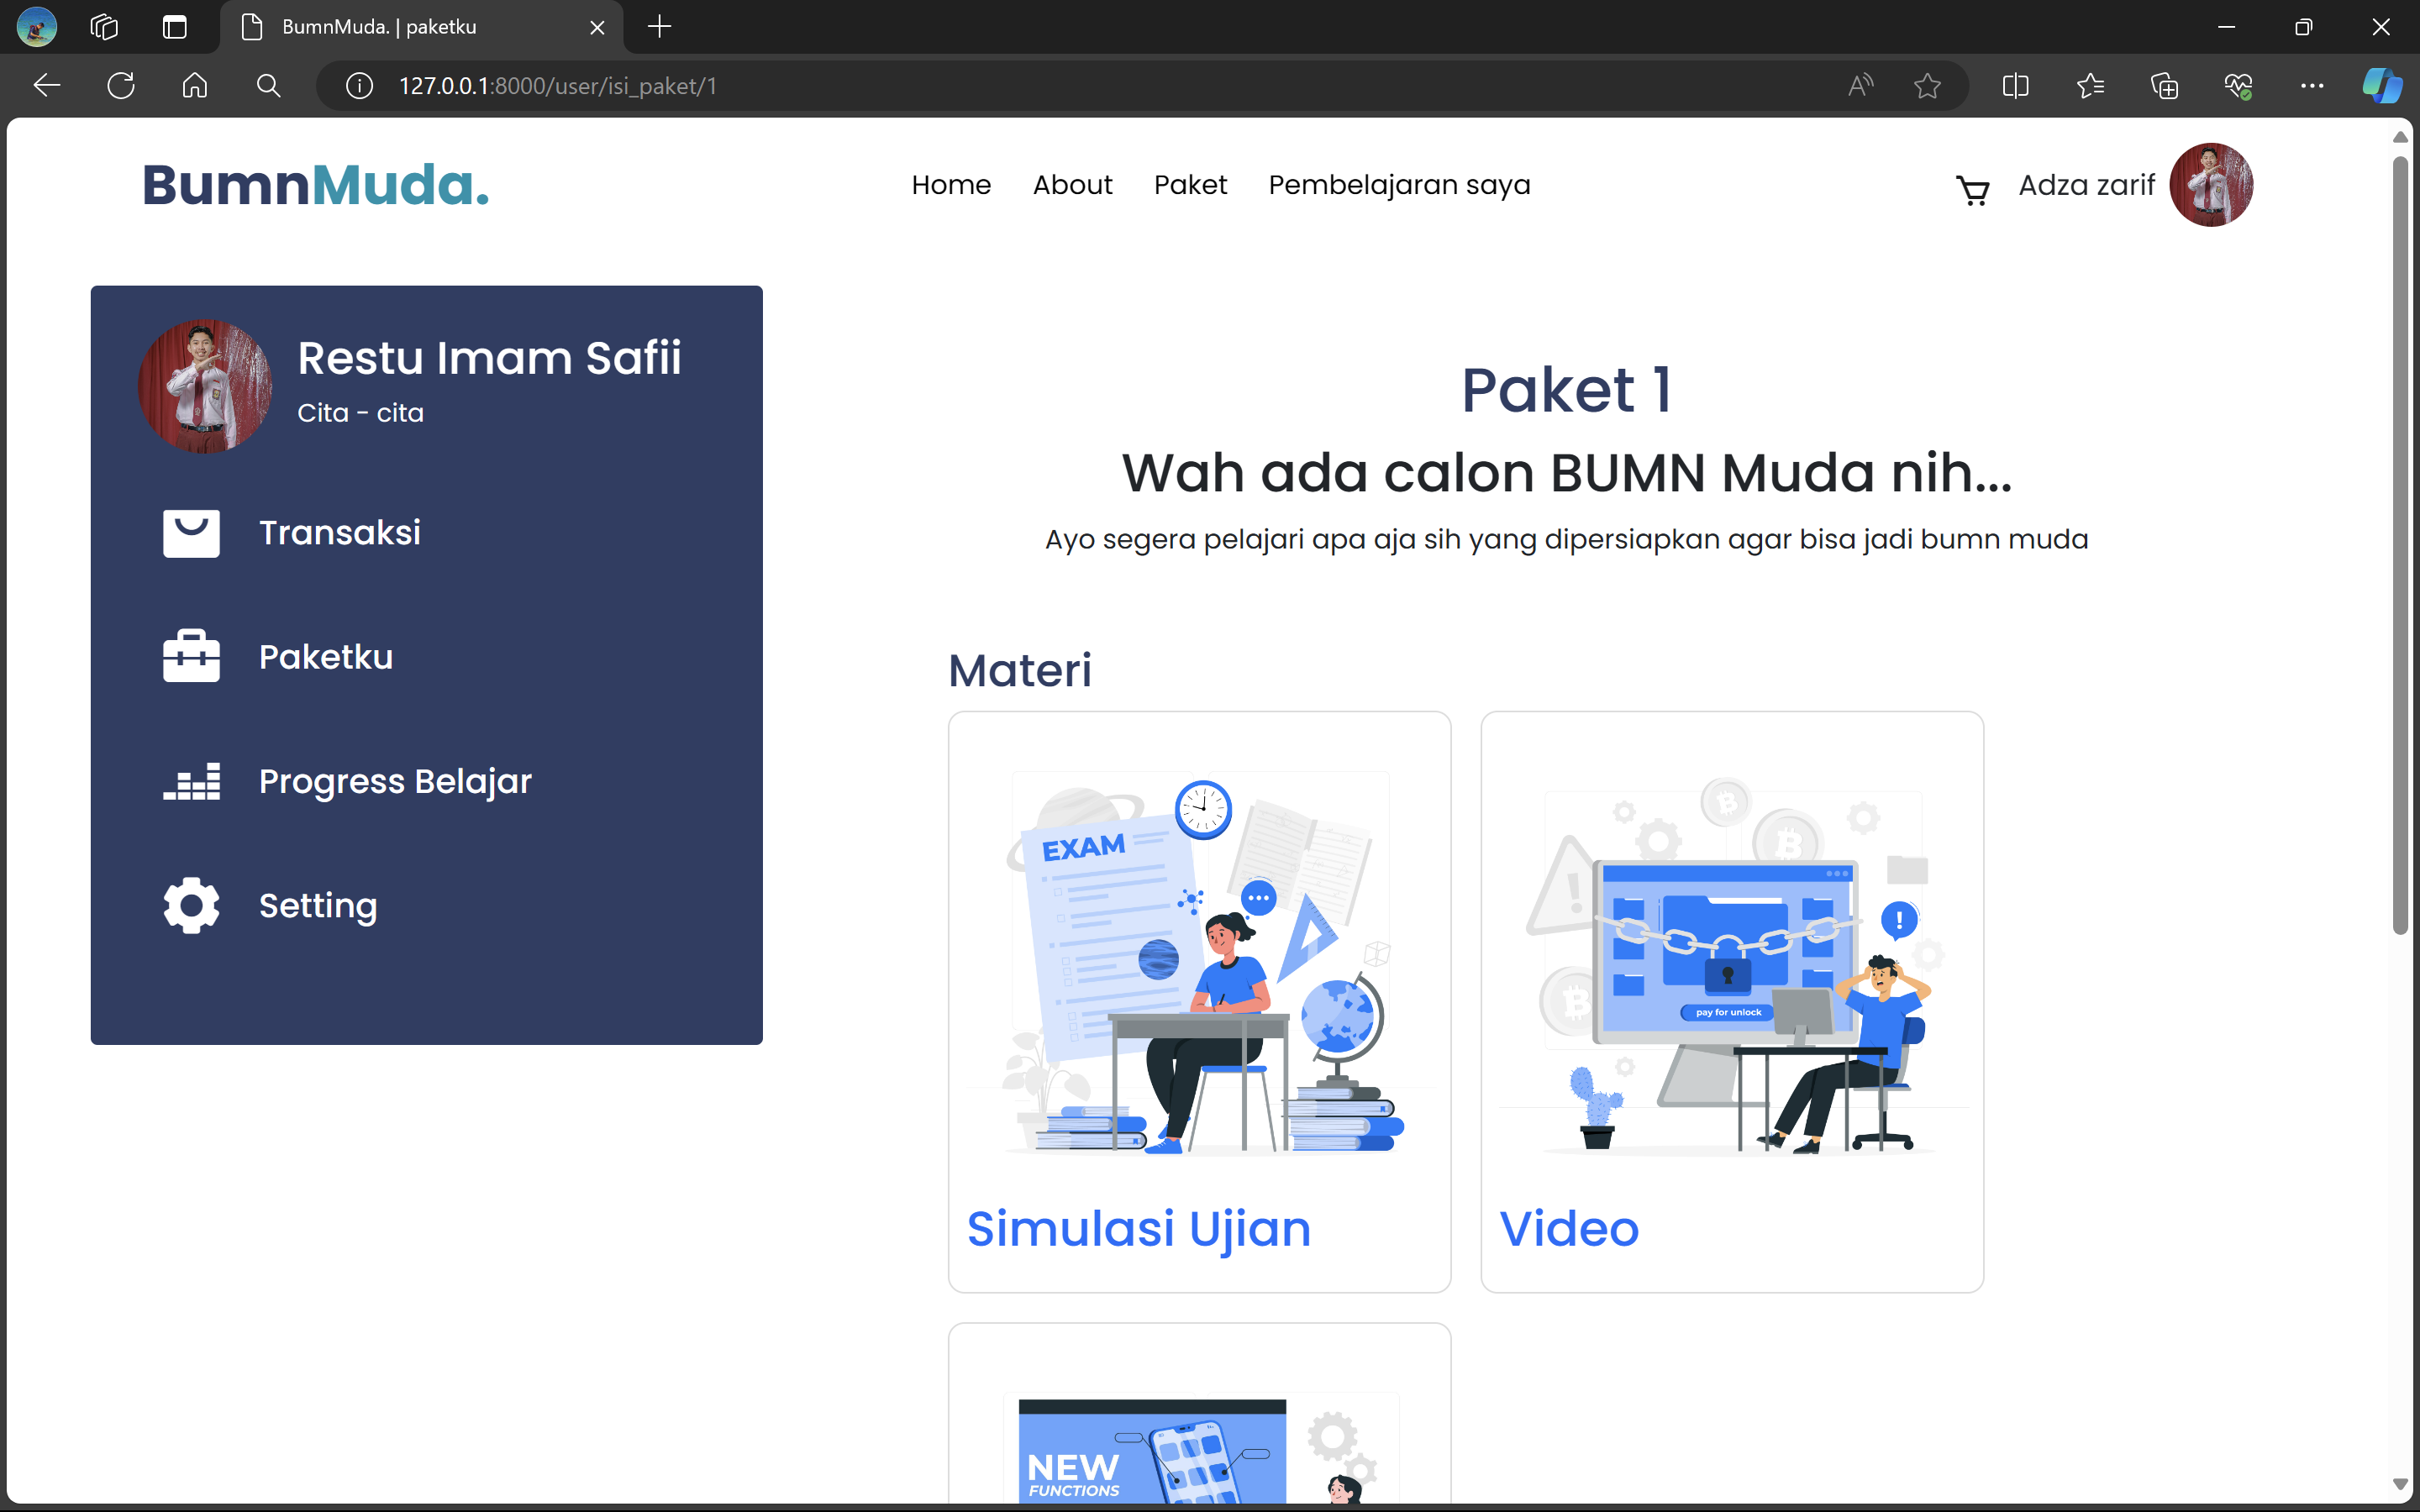 BumnMuda. | paketku
127.0.0.1:8000/user/isi_paket/1
BumnMuda.
Home
About
Paket
Pembelajaran saya
Adza zarif
Restu Imam Safii
Cita - cita
Transaksi
Paketku
Progress Belajar
Setting
Paket 1
Wah ada calon BUMN Muda nih...
Ayo segera pelajari apa aja sih yang dipersiapkan agar bisa jadi bumn muda
Materi
EXAM
pay for unlock
Simulasi Ujian
Video
NEW
FUNCTIONS